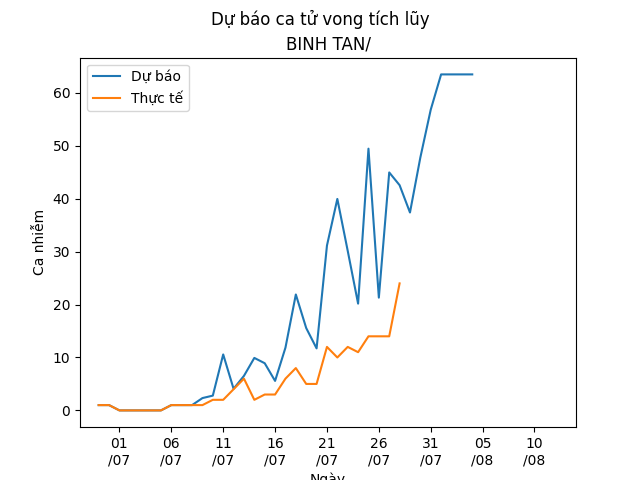 Dự báo ca tử vong tích lũy
BINH TAN/
Dự báo
Thực tế
Ca nhiễm
60
50
40
30
20
10
0
01 06 11 16 21 26 31 05 10
/07 /07 /07 /07 /07 /07 /07 /08 /08
Ngày